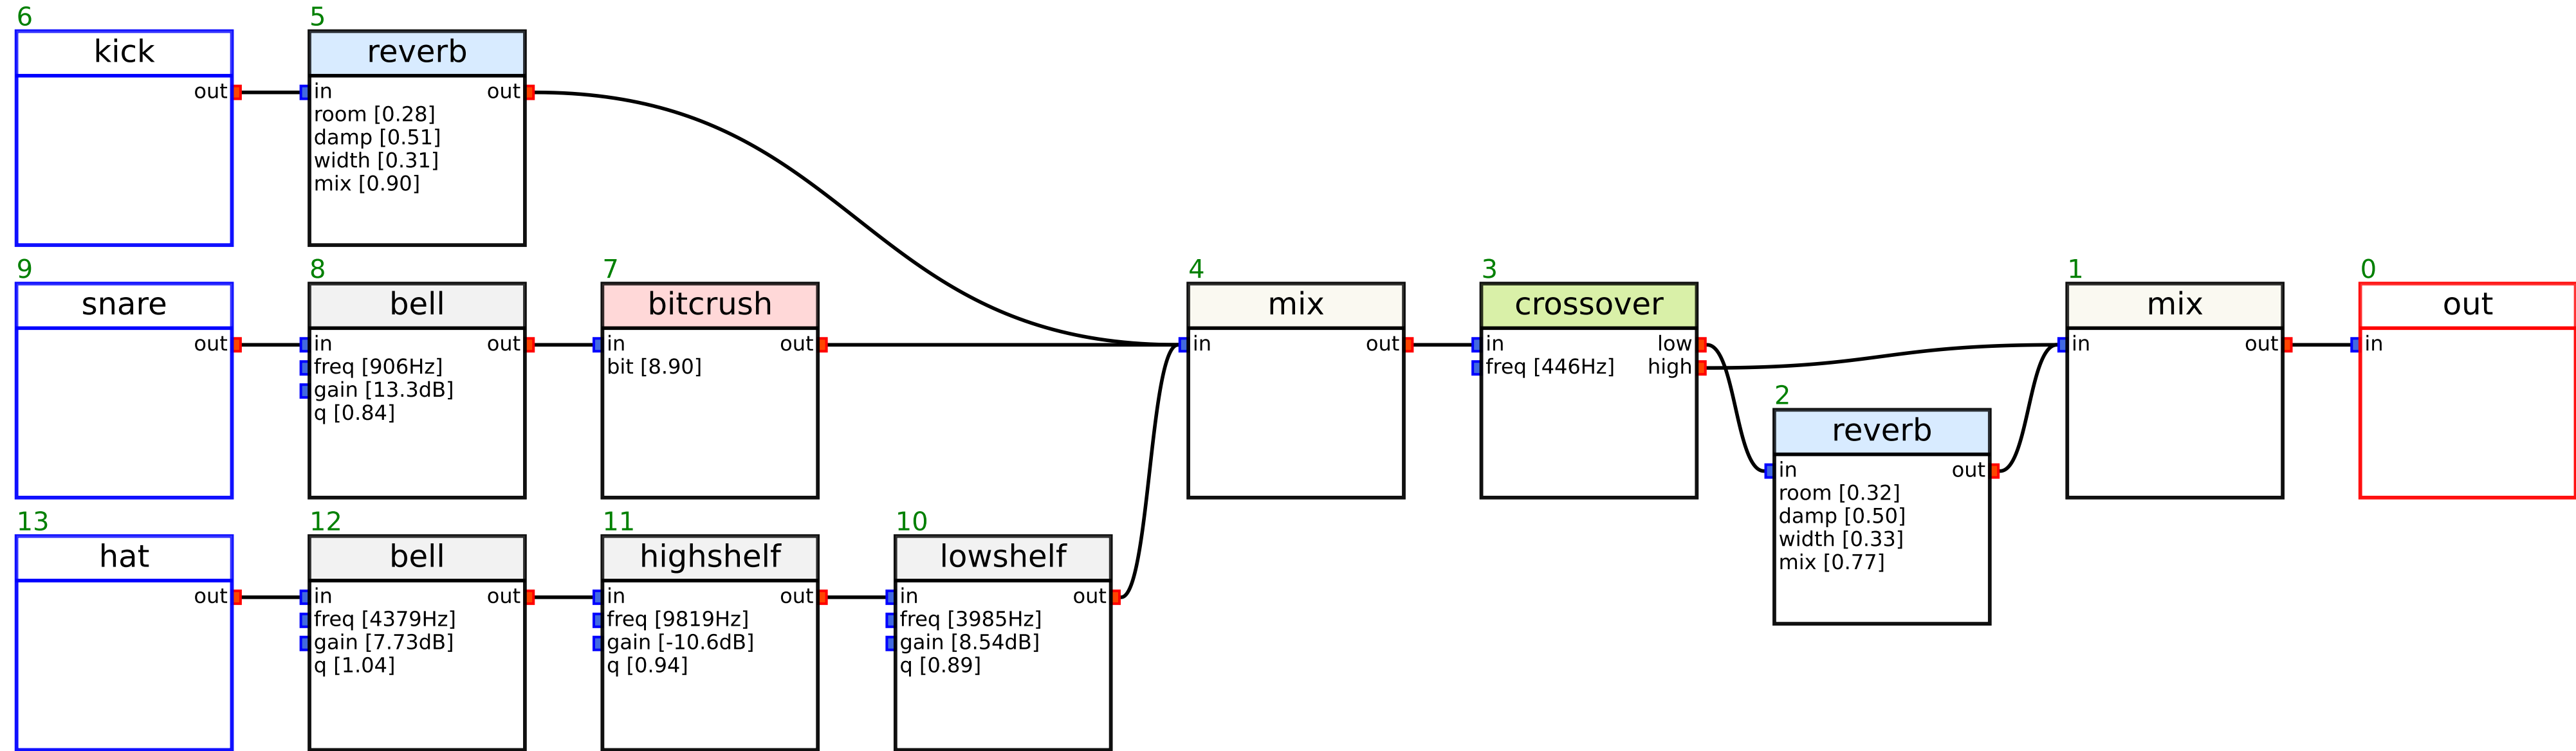 6
kick
out
5
reverb
in out
room [0.28]
damp [0.51]
width [0.31]
mix [0.90]
9
snare
out
8
bell
in out
freq [906Hz]
gain [13.3dB]
q [0.84]
7
bitcrush
in out
bit [8.90]
4
mix
in out
3
crossover
in low
freq [446Hz] high
2
reverb
in out
room [0.32]
damp [0.50]
width [0.33]
mix [0.77]
1
mix
in out
0
out
in
13
hat
out
12
bell
in out
freq [4379Hz]
gain [7.73dB]
q [1.04]
11
highshelf
in out
freq [9819Hz]
gain [-10.6dB]
q [0.94]
10
lowshelf
in out
freq [3985Hz]
gain [8.54dB]
q [0.89]